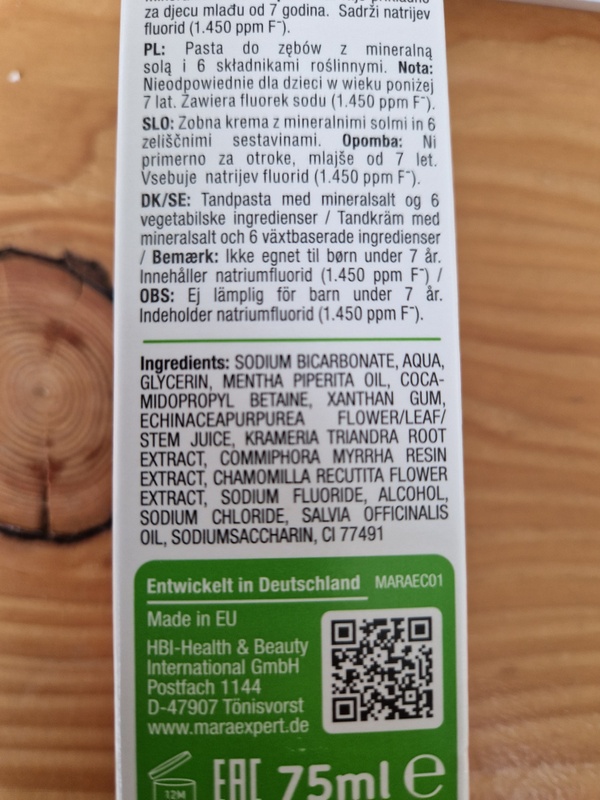 za djecu mlađu od 7 godina. Sadrži natrijev
fluorid (1.450 ppm F⁻).
PL: Pasta do zębów z mineralną
solą i 6 składnikami roślinnymi. Nota:
Nieodpowiednie dla dzieci w wieku poniżej
7 lat. Zawiera fluorek sodu (1.450 ppm F⁻).
SLO: Zobna krema z mineralnimi solmi in 6
zeliščnimi sestavinami. Opomba: Ni
primerno za otroke, mlajše od 7 let.
Vsebuje natrijev fluorid (1.450 ppm F⁻).
DK/SE: Tandpasta med mineralsalt og 6
vegetabilske ingredienser / Tandkräm med
mineralsalt och 6 växtbaserade ingredienser
/ Bemærk: Ikke egnet til børn under 7 år.
Innehåller natriumfluorid (1.450 ppm F⁻) /
OBS: Ej lämplig för barn under 7 år.
Indeholder natriumfluorid (1.450 ppm F⁻).
Ingredients: SODIUM BICARBONATE, AQUA,
GLYCERIN, MENTHA PIPERITA OIL, COCA-
MIDOPROPYL BETAINE, XANTHAN GUM,
ECHINACEAPURPUREA FLOWER/LEAF/
STEM JUICE, KRAMERIA TRIANDRA ROOT
EXTRACT, COMMIPHORA MYRRHA RESIN
EXTRACT, CHAMOMILLA RECUTITA FLOWER
EXTRACT, SODIUM FLUORIDE, ALCOHOL,
SODIUM CHLORIDE, SALVIA OFFICINALIS
OIL, SODIUMSACCHARIN, CI 77491
Entwickelt in Deutschland MARAEC01
Made in EU
HBI-Health & Beauty
International GmbH
Postfach 1144
D-47907 Tönisvorst
www.maraexpert.de
12M EAC 75ml e